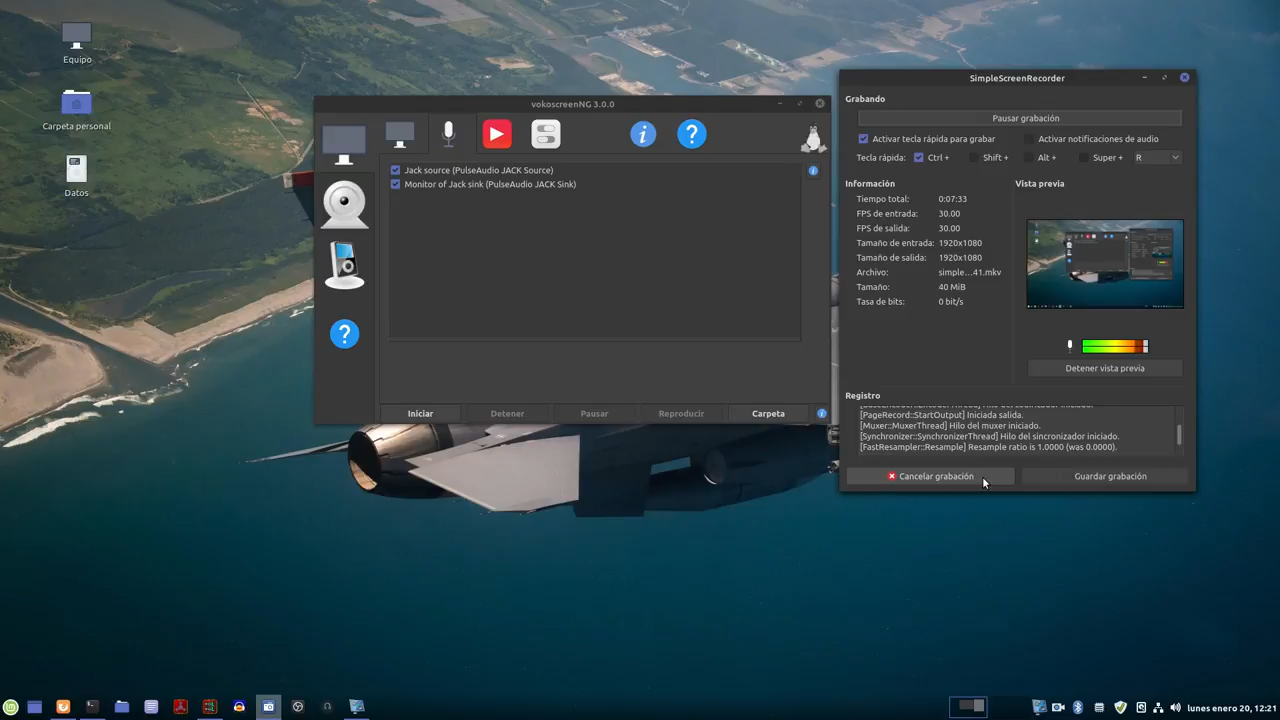 Equipo
Carpeta personal
Datos
vokoscreenNG 3.0.0
Jack source (PulseAudio JACK Source)
Monitor of Jack sink (PulseAudio JACK Sink)
Iniciar
Detener
Pausar
Reproducir
Carpeta
SimpleScreenRecorder
Grabando
Pausar grabación
Activar tecla rápida para grabar
Activar notificaciones de audio
Tecla rápida: Ctrl + Shift + Alt + Super + R
Información
Vista previa
Tiempo total: 0:07:33
FPS de entrada: 30.00
FPS de salida: 30.00
Tamaño de entrada: 1920x1080
Tamaño de salida: 1920x1080
Archivo: simple...41.mkv
Tamaño: 40 MiB
Tasa de bits: 0 bit/s
Detener vista previa
Registro
[PageRecord::StartOutput] Iniciada salida.
[Muxer::MuxerThread] Hilo del muxer iniciado.
[Synchronizer::SynchronizerThread] Hilo del sincronizador iniciado.
[FastResampler::Resample] Resample ratio is 1.0000 (was 0.0000).
Cancelar grabación
Guardar grabación
lunes enero 20, 12:21